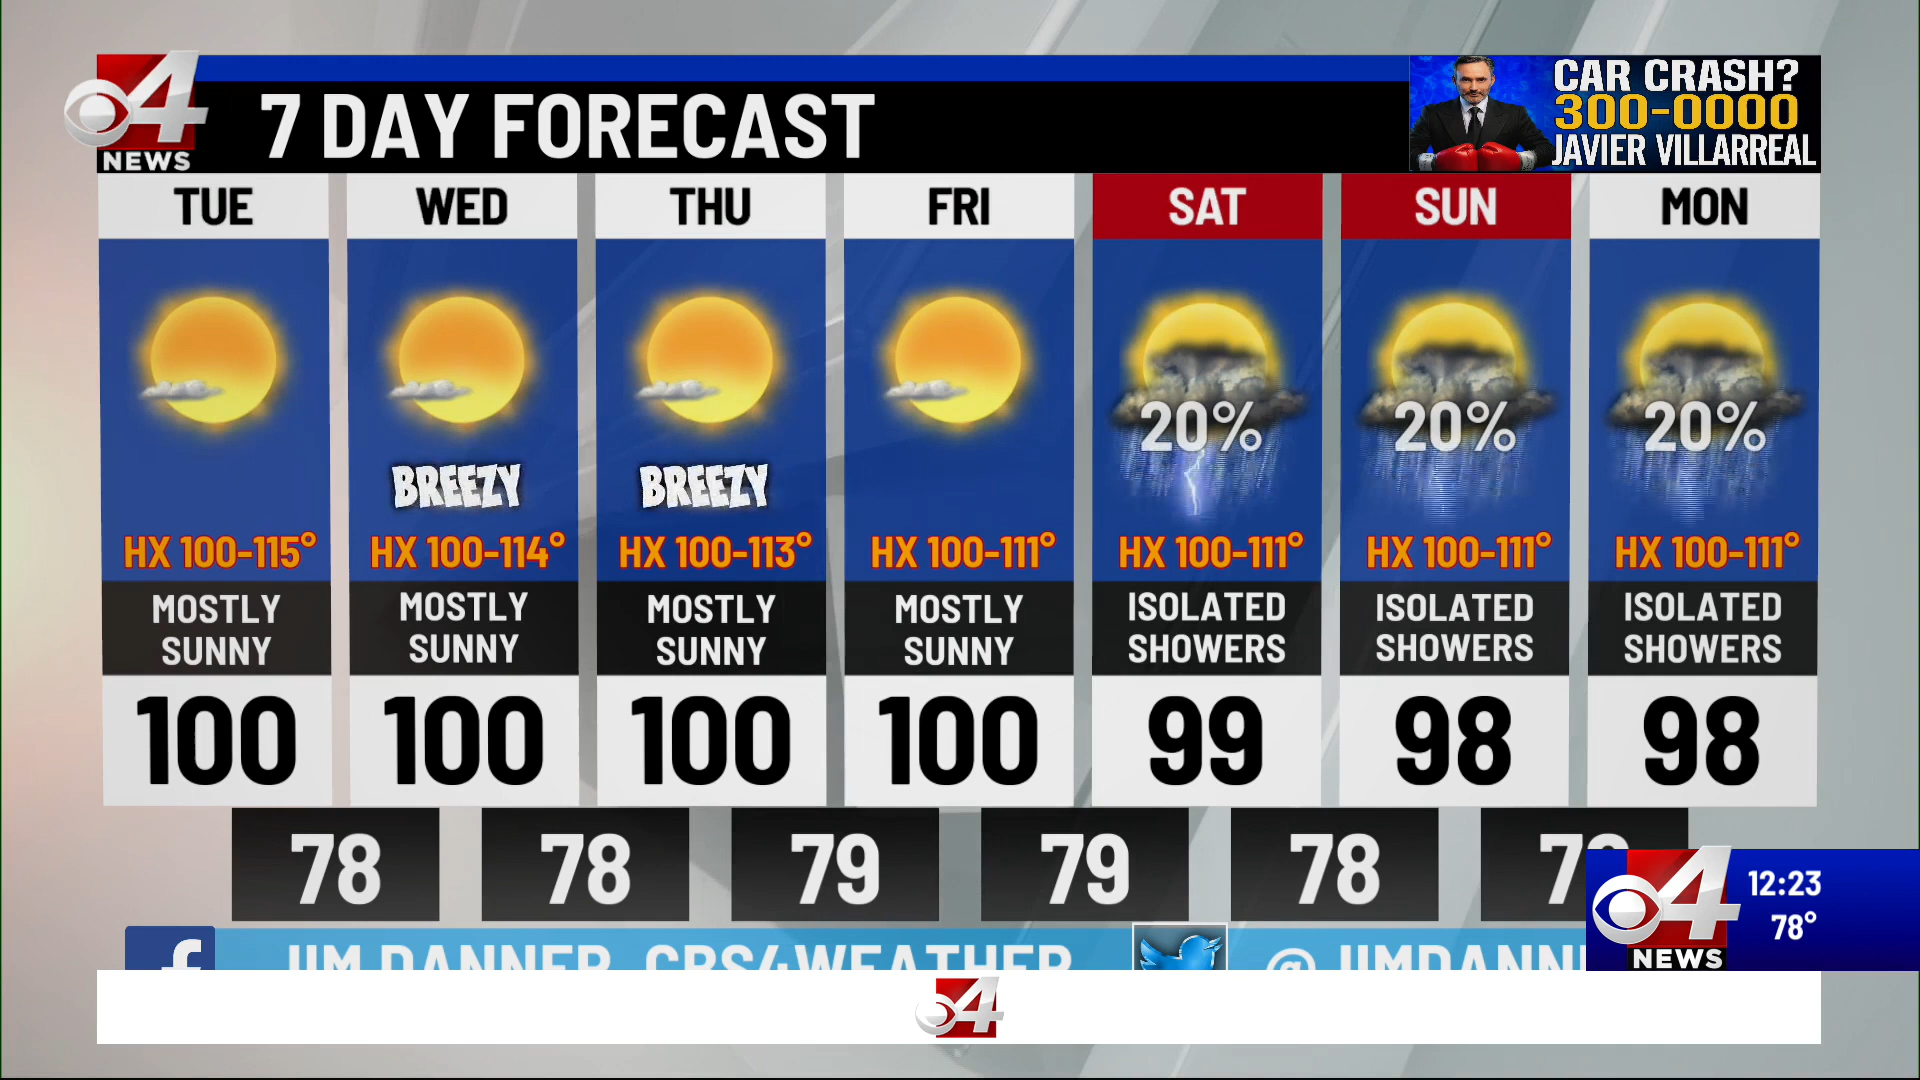 4
NEWS
7 DAY FORECAST
CAR CRASH?
300-0000
JAVIER VILLARREAL
TUE
WED
THU
FRI
SAT
SUN
MON
20%
20%
20%
BREEZY
BREEZY
HX 100-115°
HX 100-114°
HX 100-113°
HX 100-111°
HX 100-111°
HX 100-111°
HX 100-111°
MOSTLY
SUNNY
MOSTLY
SUNNY
MOSTLY
SUNNY
MOSTLY
SUNNY
ISOLATED
SHOWERS
ISOLATED
SHOWERS
ISOLATED
SHOWERS
100
100
100
100
99
98
98
78
78
79
79
78
4
NEWS
12:23
78°
f
JIM DANNER CBS4WEATHER
4